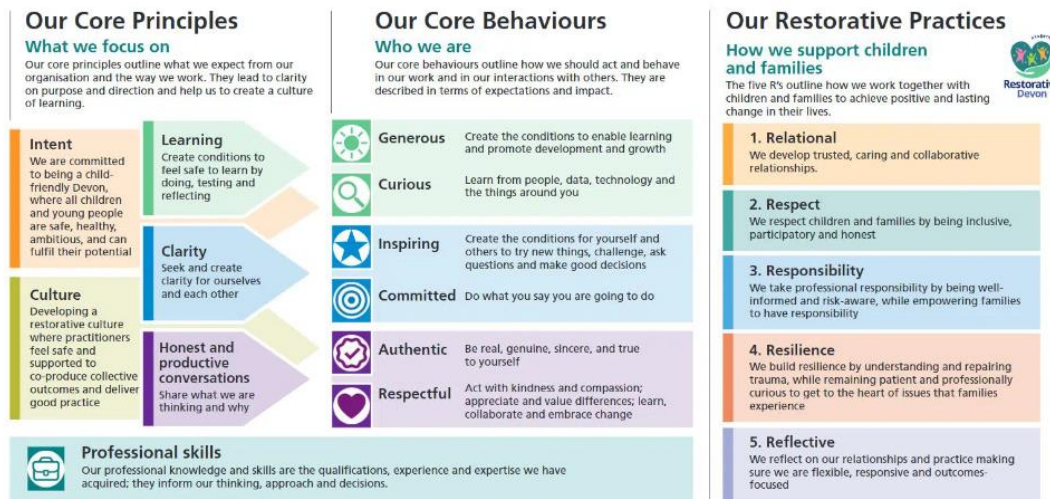 Our Core Principles
What we focus on
Our core principles outline what we expect from our
organisation and the way we work. They lead to clarity
on purpose and direction and help us to create a culture
of learning.
Intent
We are committed
to being a child-
friendly Devon,
where all children
and young people
are safe, healthy,
ambitious, and can
fulfil their potential
Culture
Developing a
restorative culture
where practitioners
feel safe and
supported to
co-produce collective
outcomes and deliver
good practice
Learning
Create conditions to
feel safe to learn by
doing, testing and
reflecting
Clarity
Seek and create
clarity for ourselves
and each other
Honest and
productive
conversations
Share what we are
thinking and why
Our Core Behaviours
Who we are
Our core behaviours outline how we should act and behave
in our work and in our interactions with others. They are
described in terms of expectations and impact.
Generous
Create the conditions to enable learning
and promote development and growth
Curious
Learn from people, data, technology and
the things around you
Inspiring
Create the conditions for yourself and
others to try new things, challenge, ask
questions and make good decisions
Committed
Do what you say you are going to do
Authentic
Be real, genuine, sincere, and true
to yourself
Respectful
Act with kindness and compassion;
appreciate and value differences; learn,
collaborate and embrace change
Professional skills
Our professional knowledge and skills are the qualifications, experience and expertise we have
acquired; they inform our thinking, approach and decisions.
Our Restorative Practices
How we support children
and families
The five R's outline how we work together with
children and families to achieve positive and lasting
change in their lives.
Restorative
Devon
1. Relational
We develop trusted, caring and collaborative
relationships.
2. Respect
We respect children and families by being inclusive,
participatory and honest
3. Responsibility
We take professional responsibility by being well-
informed and risk-aware, while empowering families
to have responsibility
4. Resilience
We build resilience by understanding and repairing
trauma, while remaining patient and professionally
curious to get to the heart of issues that families
experience
5. Reflective
We reflect on our relationships and practice making
sure we are flexible, responsive and outcomes-
focused